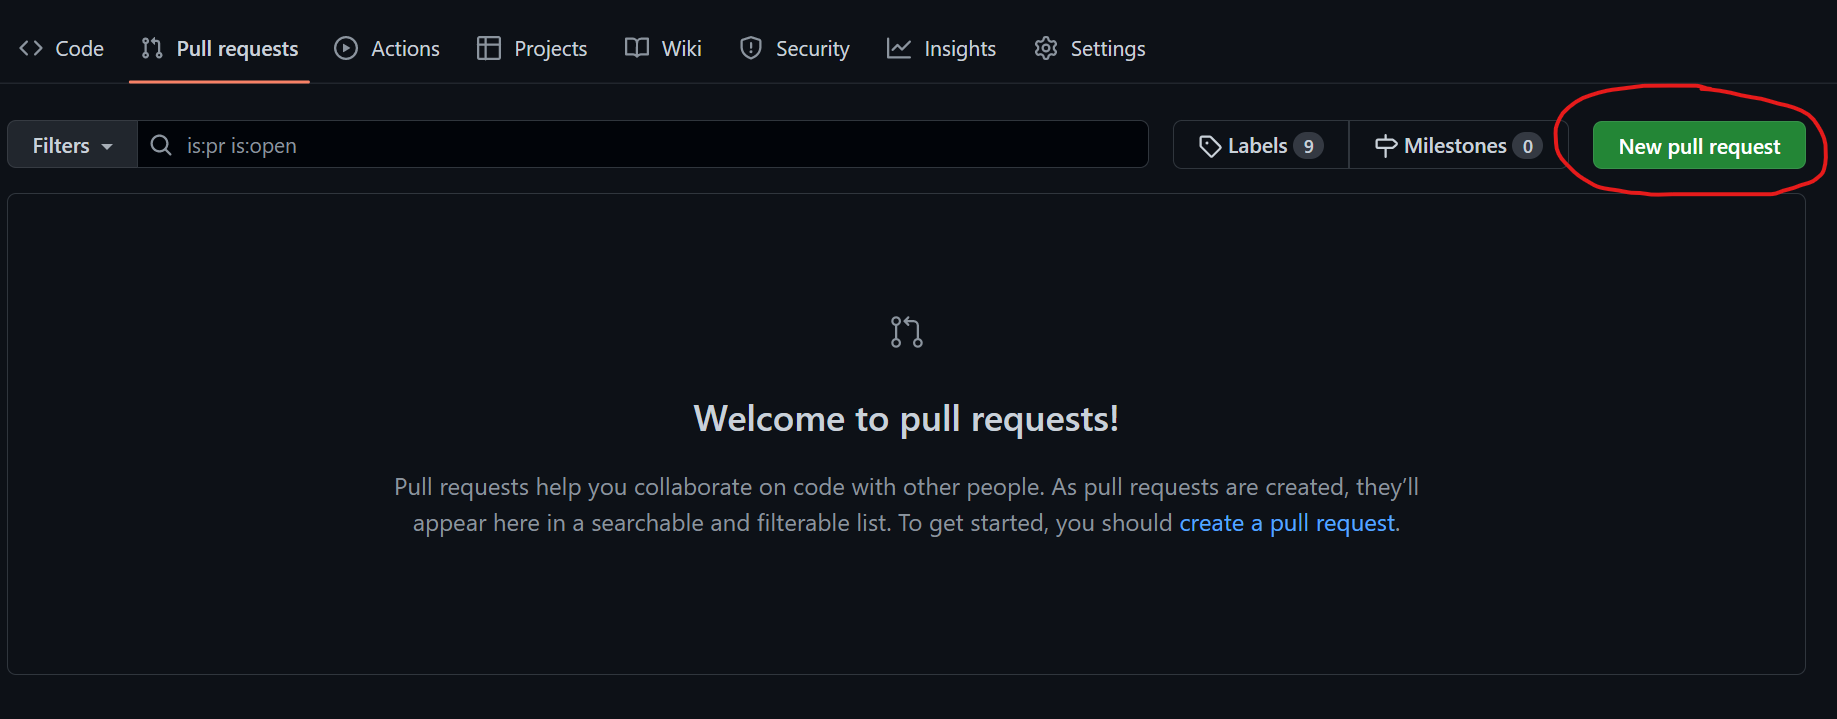 Code Pull requests Actions Projects Wiki Security Insights Settings
Filters is:pr is:open Labels 9 Milestones 0 New pull request
Welcome to pull requests!
Pull requests help you collaborate on code with other people. As pull requests are created, they’ll
appear here in a searchable and filterable list. To get started, you should create a pull request.